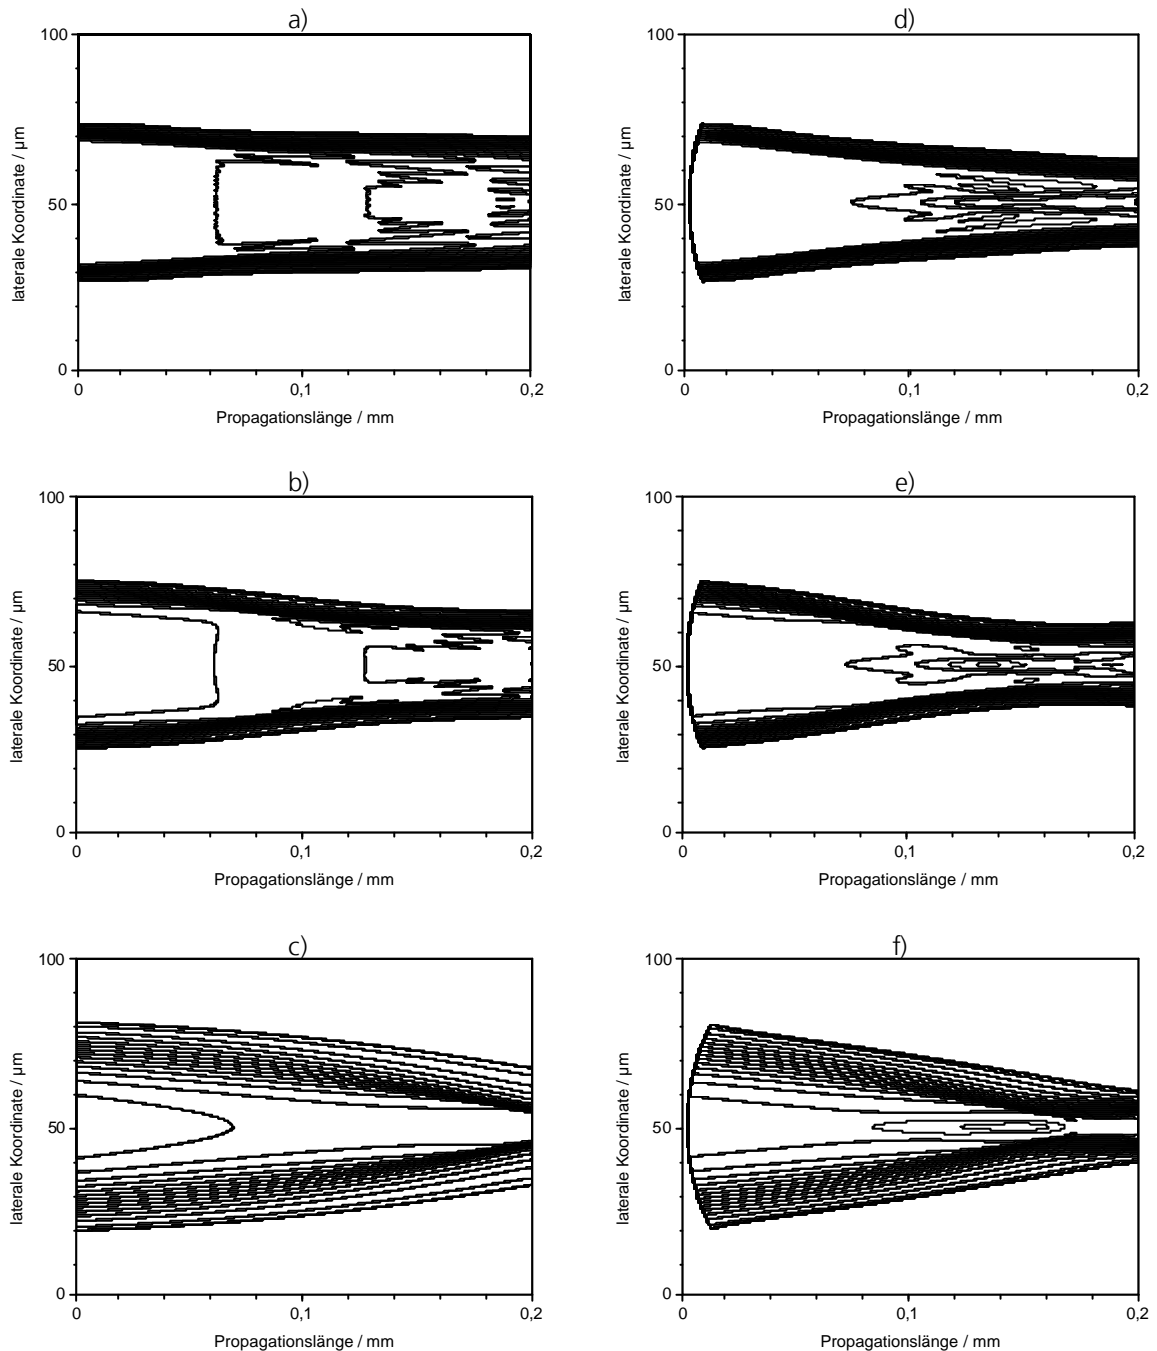 a)
100
50
0
laterale Koordinate / µm
0
0,1
0,2
Propagationslänge / mm
d)
100
50
0
laterale Koordinate / µm
0
0,1
0,2
Propagationslänge / mm
b)
100
50
0
laterale Koordinate / µm
0
0,1
0,2
Propagationslänge / mm
e)
100
50
0
laterale Koordinate / µm
0
0,1
0,2
Propagationslänge / mm
c)
100
50
0
laterale Koordinate / µm
0
0,1
0,2
Propagationslänge / mm
f)
100
50
0
laterale Koordinate / µm
0
0,1
0,2
Propagationslänge / mm